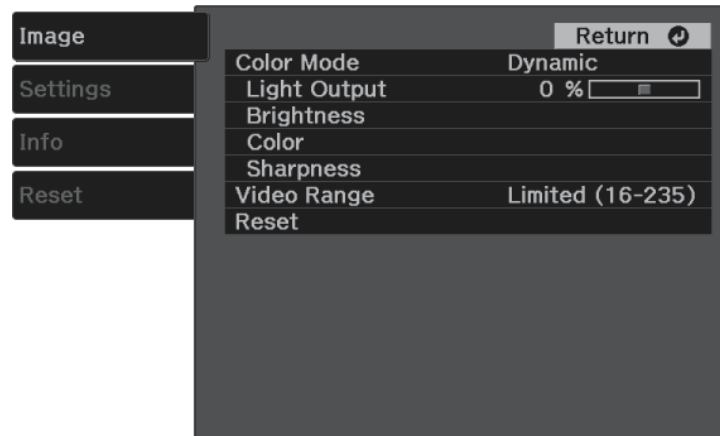 Image
Settings
Info
Reset
Return
Color Mode Dynamic
Light Output 0 %
Brightness
Color
Sharpness
Video Range Limited (16-235)
Reset